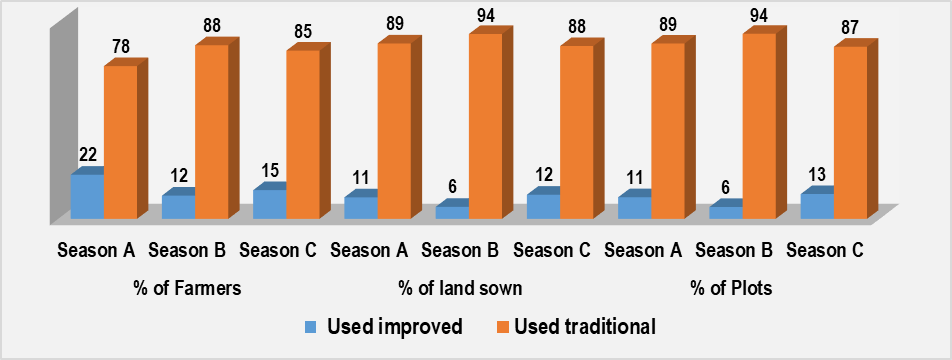 78 88 85 89 94 88 89 94 87
22 12 15 11 6 12 11 6 13
Season A Season B Season C Season A Season B Season C Season A Season B Season C
% of Farmers % of land sown % of Plots
Used improved Used traditional